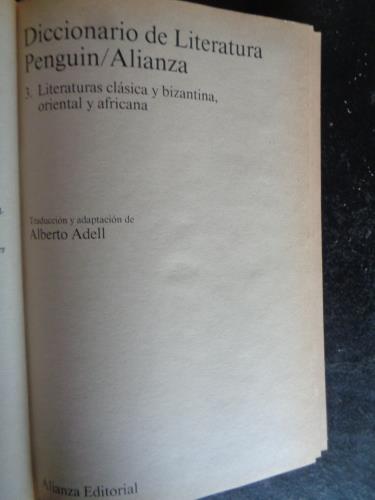 Diccionario de Literatura
Penguin/Alianza
3. Literaturas clásica y bizantina,
oriental y africana
Traducción y adaptación de
Alberto Adell
Alianza Editorial